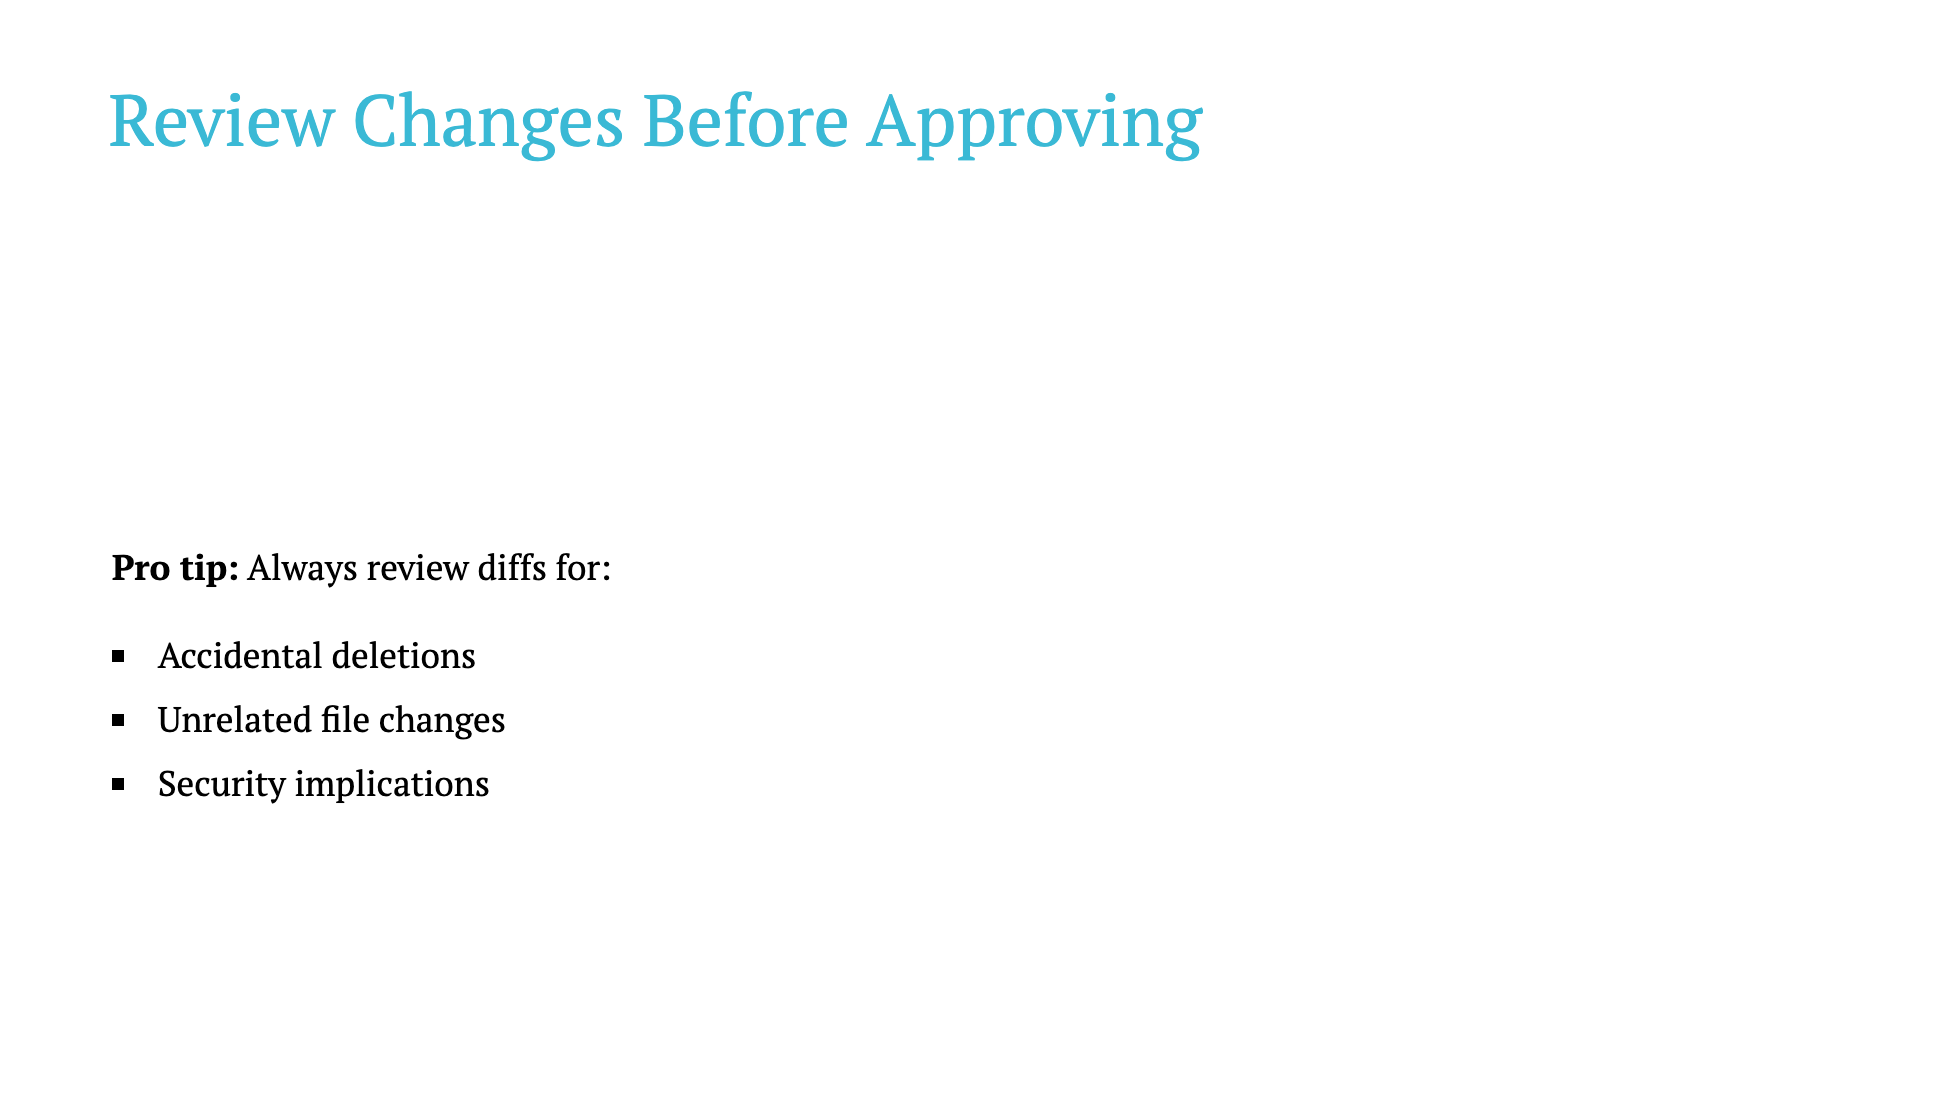 Review Changes Before Approving
Pro tip: Always review diffs for:
▪ Accidental deletions
▪ Unrelated file changes
▪ Security implications